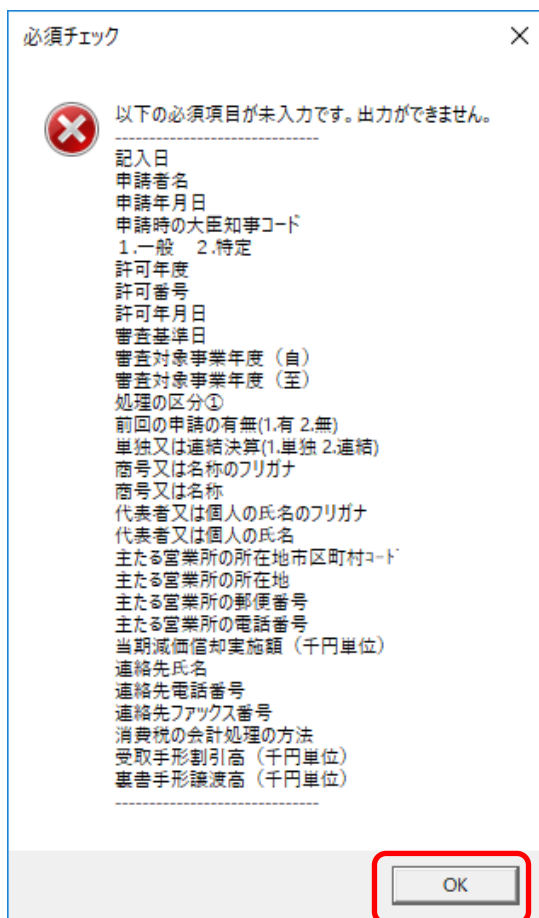 必須チェック
以下の必須項目が未入力です。出力ができません。
------------------------------
記入日
申請者名
申請年月日
申請時の大臣知事コード
１.一般　２.特定
許可年度
許可番号
許可年月日
審査基準日
審査対象事業年度（自）
審査対象事業年度（至）
処理の区分①
前回の申請の有無(1.有 2.無)
単独又は連結決算(1.単独 2.連結)
商号又は名称のフリガナ
商号又は名称
代表者又は個人の氏名のフリガナ
代表者又は個人の氏名
主たる営業所の所在地市区町村ｺｰﾄﾞ
主たる営業所の所在地
主たる営業所の郵便番号
主たる営業所の電話番号
当期減価償却実施額（千円単位）
連絡先氏名
連絡先電話番号
連絡先ファックス番号
消費税の会計処理の方法
受取手形割引高（千円単位）
裏書手形譲渡高（千円単位）
------------------------------
OK